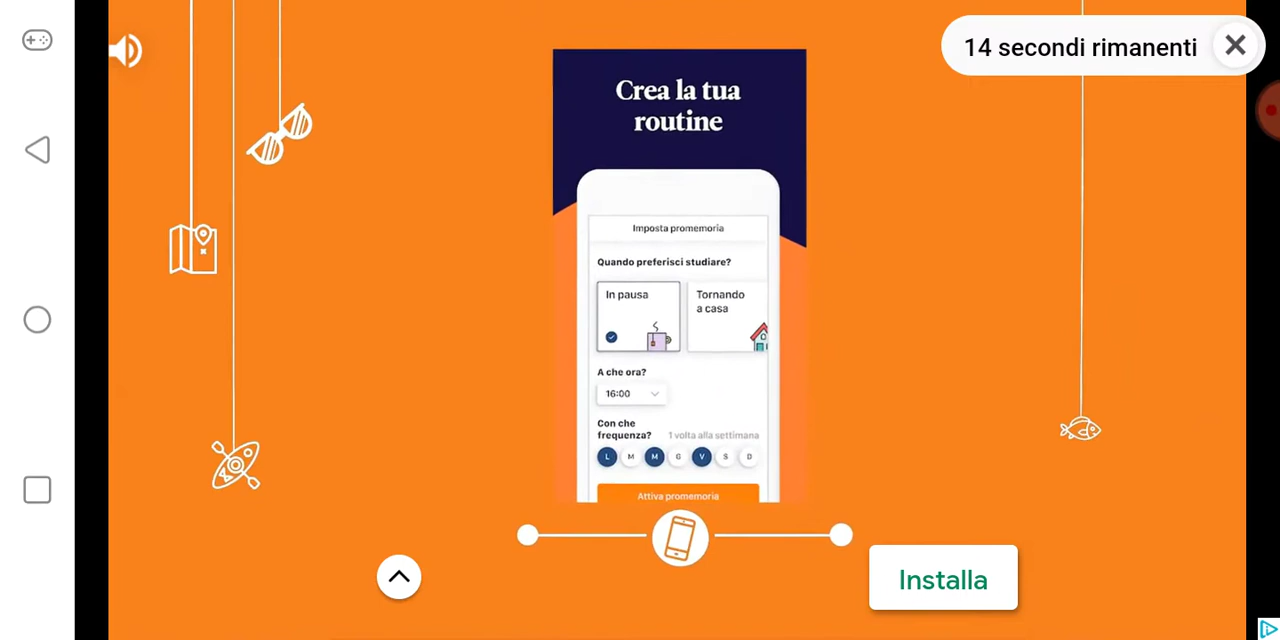 14 secondi rimanenti
Crea la tua
routine
Imposta promemoria
Quando preferisci studiare?
In pausa
Tornando
a casa
A che ora?
16:00
Con che
frequenza?
1 volta alla settimana
L M M G V S D
Attiva promemoria
Installa